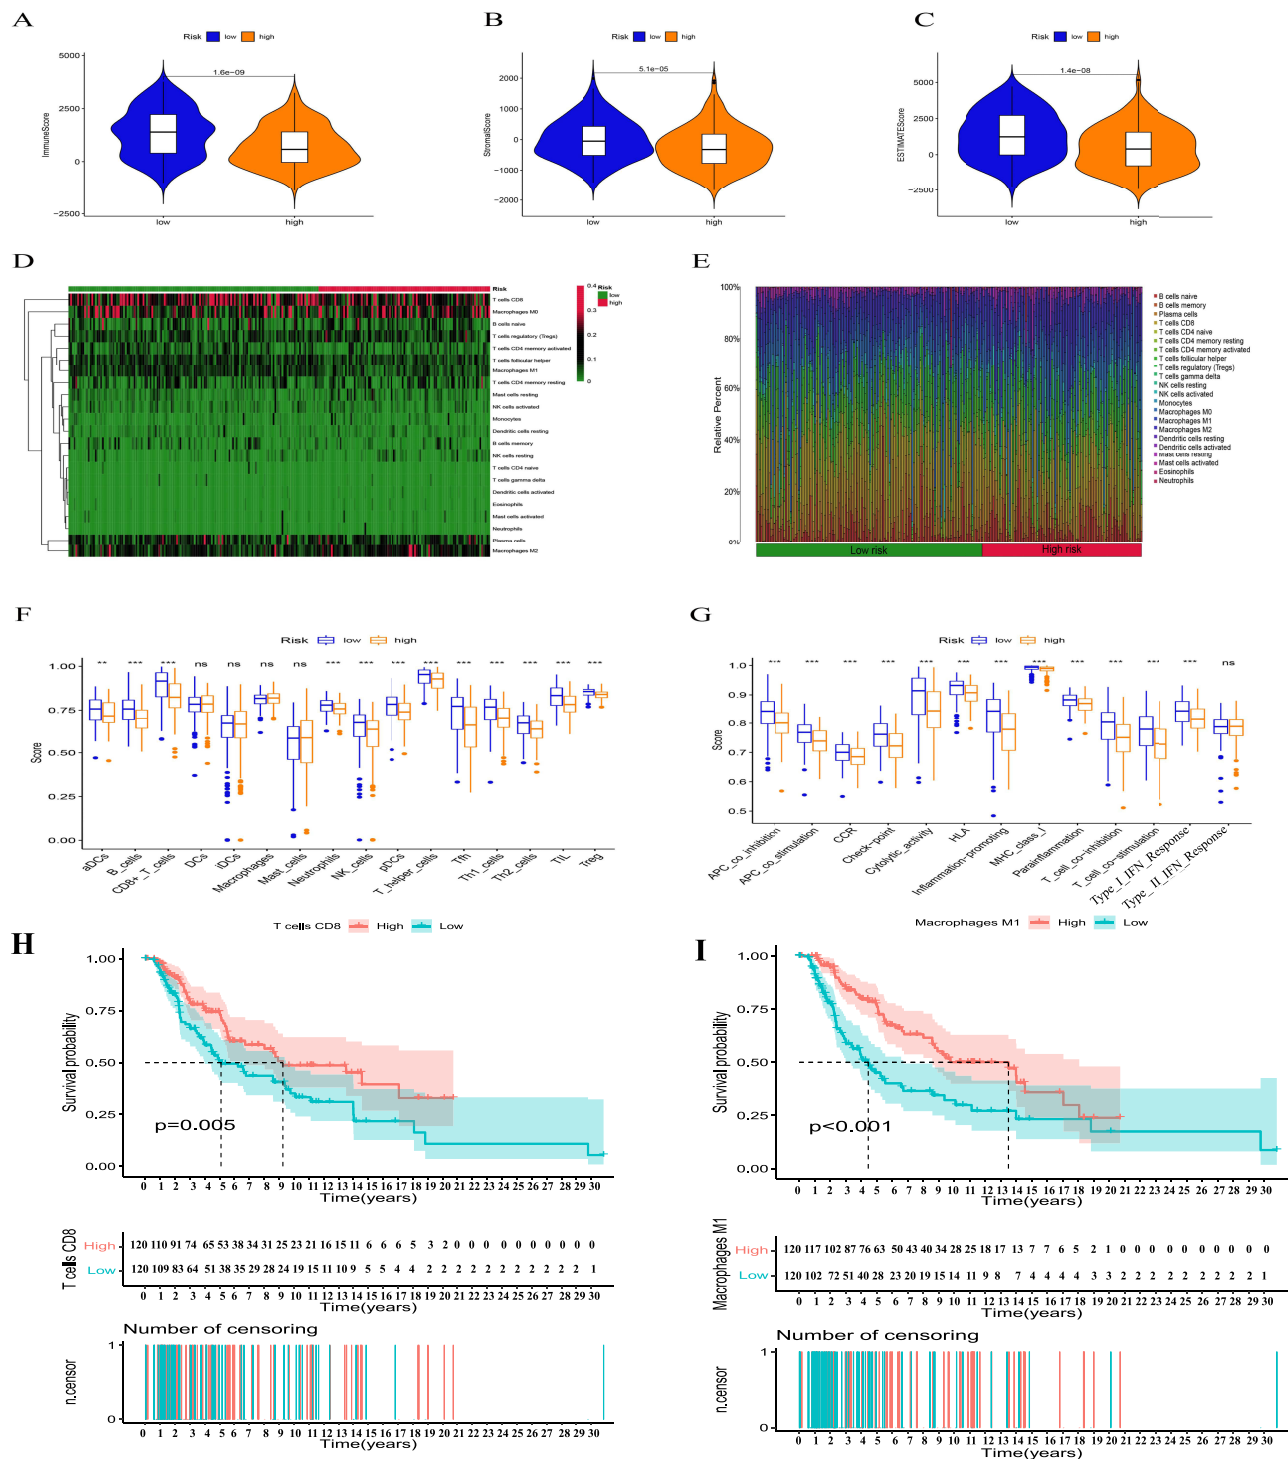 A
Risk low high
5000
2500
0
−2500
ImmuneScore
1.6e−09
low high
B
Risk low high
2000
1000
0
−1000
−2000
StromalScore
5.1e−05
low high
C
Risk low high
5000
2500
0
−2500
ESTIMATEScore
1.4e−08
low high
D
Risk
T cells CD8
Macrophages M0
B cells naive
T cells regulatory (Tregs)
T cells CD4 memory activated
T cells follicular helper
Macrophages M1
T cells CD4 memory resting
Mast cells resting
NK cells activated
Monocytes
Dendritic cells resting
B cells memory
NK cells resting
T cells CD4 naive
T cells gamma delta
Dendritic cells activated
Eosinophils
Mast cells activated
Neutrophils
Plasma cells
Macrophages M2
0.4
0.3
0.2
0.1
0
Risk
low
high
E
Relative Percent
100%
80%
60%
40%
20%
0%
Low risk High risk
B cells naive
B cells memory
Plasma cells
T cells CD8
T cells CD4 naive
T cells CD4 memory resting
T cells CD4 memory activated
T cells follicular helper
T cells regulatory (Tregs)
T cells gamma delta
NK cells resting
NK cells activated
Monocytes
Macrophages M0
Macrophages M1
Macrophages M2
Dendritic cells resting
Dendritic cells activated
Mast cells resting
Mast cells activated
Eosinophils
Neutrophils
F
Risk low high
** *** *** ns ns ns ns *** *** *** *** *** *** *** *** ***
1.00
0.75
0.50
0.25
0.00
Score
aDCs
B_cells
CD8+_T_cells
DCs
iDCs
Macrophages
Mast_cells
Neutrophils
NK_cells
pDCs
T_helper_cells
Tfh
Th1_cells
Th2_cells
TIL
Treg
G
Risk low high
*** *** *** *** *** *** *** *** *** *** *** *** ns
1.0
0.9
0.8
0.7
0.6
0.5
Score
APC_co_inhibition
APC_co_stimulation
CCR
Check−point
Cytolytic_activity
HLA
Inflammation−promoting
MHC_class_I
Parainflammation
T_cell_co−inhibition
T_cell_co−stimulation
Type_I_IFN_Response
Type_II_IFN_Response
H
T cells CD8 High Low
1.00
0.75
0.50
0.25
0.00
Survival probability
p=0.005
0 1 2 3 4 5 6 7 8 9 10 11 12 13 14 15 16 17 18 19 20 21 22 23 24 25 26 27 28 29 30
Time(years)
T cells CD8
High 120 110 91 74 65 53 38 34 31 25 23 21 16 15 11 6 6 6 5 3 2 0 0 0 0 0 0 0 0 0 0
Low 120 109 83 64 51 38 35 29 28 24 19 15 11 10 9 5 5 4 4 2 2 2 2 2 2 2 2 2 2 2 1
0 1 2 3 4 5 6 7 8 9 10 11 12 13 14 15 16 17 18 19 20 21 22 23 24 25 26 27 28 29 30
Time(years)
Number of censoring
1
0
n.censor
0 1 2 3 4 5 6 7 8 9 10 11 12 13 14 15 16 17 18 19 20 21 22 23 24 25 26 27 28 29 30
Time(years)
I
Macrophages M1 High Low
1.00
0.75
0.50
0.25
0.00
Survival probability
p<0.001
0 1 2 3 4 5 6 7 8 9 10 11 12 13 14 15 16 17 18 19 20 21 22 23 24 25 26 27 28 29 30
Time(years)
Macrophages M1
High 120 117 102 87 76 63 50 43 40 34 28 25 18 17 13 7 7 6 5 2 1 0 0 0 0 0 0 0 0 0 0
Low 120 102 72 51 40 28 23 20 19 15 14 11 9 8 7 4 4 4 4 3 3 2 2 2 2 2 2 2 2 2 1
0 1 2 3 4 5 6 7 8 9 10 11 12 13 14 15 16 17 18 19 20 21 22 23 24 25 26 27 28 29 30
Time(years)
Number of censoring
1
0
n.censor
0 1 2 3 4 5 6 7 8 9 10 11 12 13 14 15 16 17 18 19 20 21 22 23 24 25 26 27 28 29 30
Time(years)